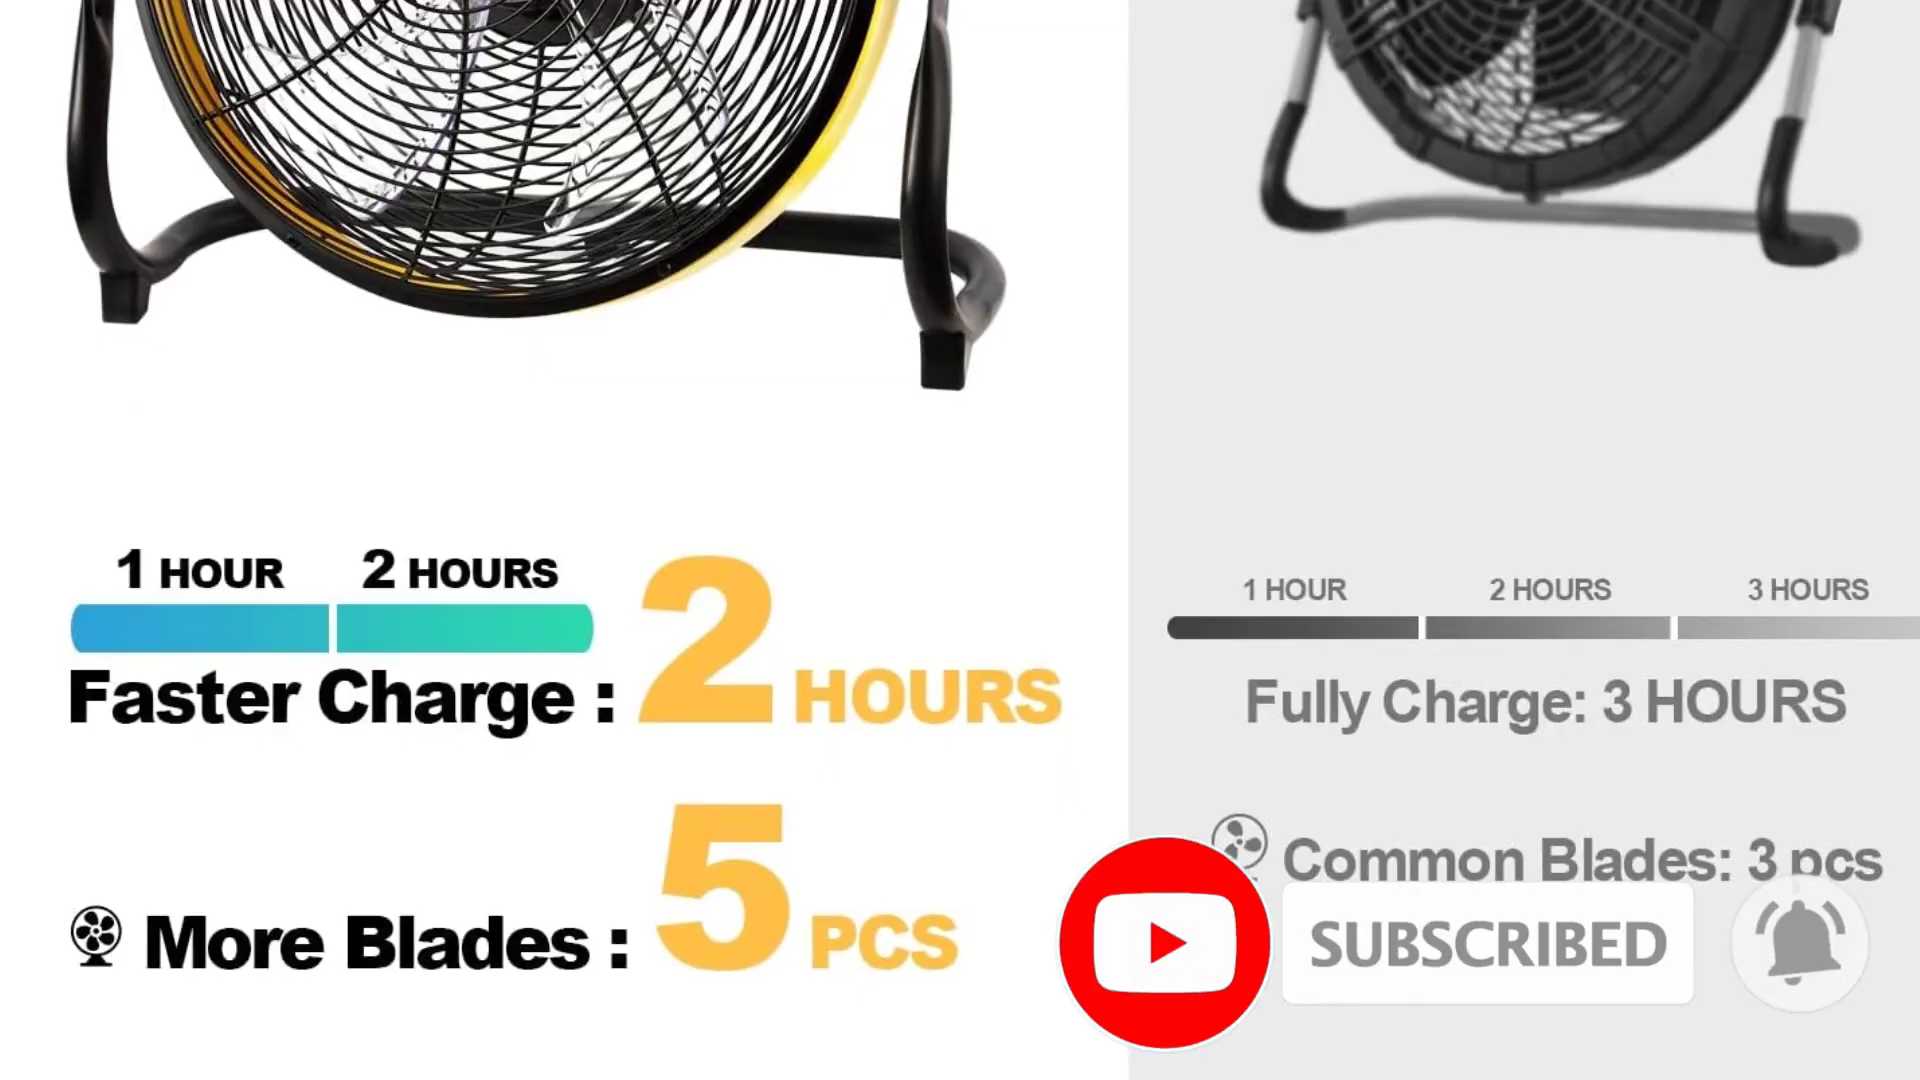 1 HOUR 2 HOURS
Faster Charge : 2 HOURS
More Blades : 5 PCS
1 HOUR 2 HOURS 3 HOURS
Fully Charge: 3 HOURS
Common Blades: 3 pcs
SUBSCRIBED